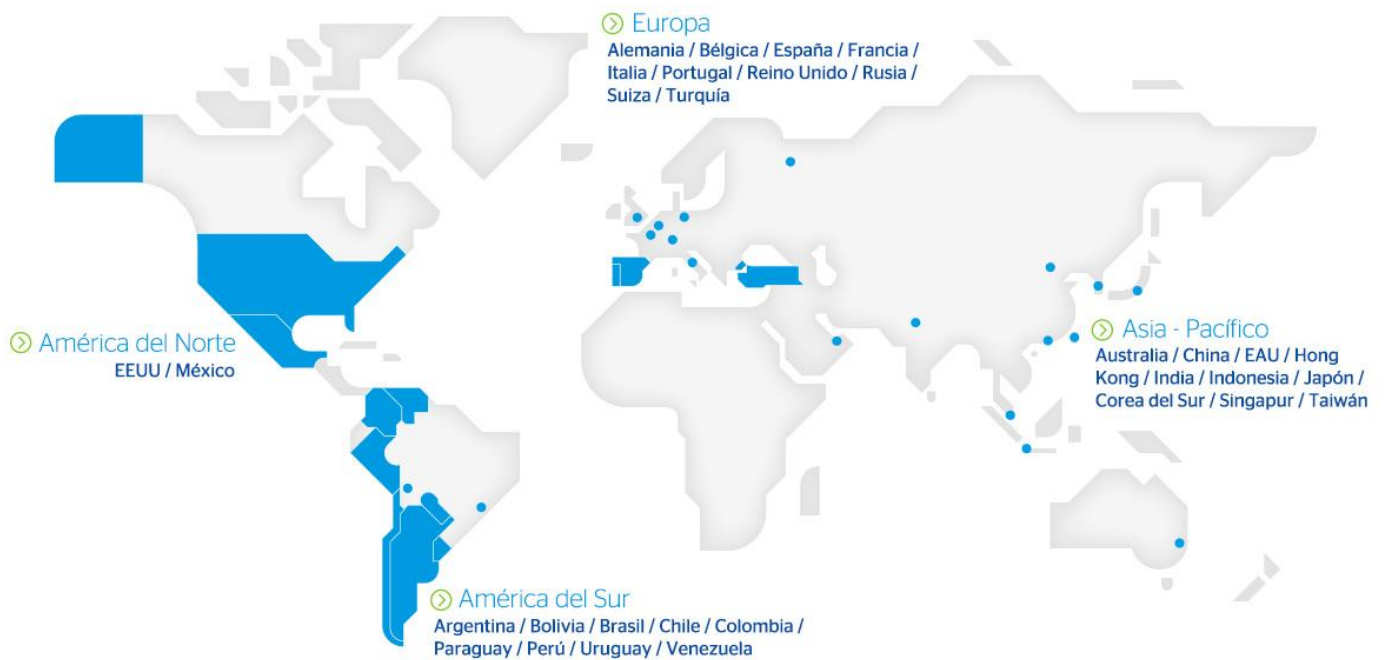 Europa
Alemania / Bélgica / España / Francia /
Italia / Portugal / Reino Unido / Rusia /
Suiza / Turquía
América del Norte
EEUU / México
Asia - Pacífico
Australia / China / EAU / Hong
Kong / India / Indonesia / Japón /
Corea del Sur / Singapur / Taiwán
América del Sur
Argentina / Bolivia / Brasil / Chile / Colombia /
Paraguay / Perú / Uruguay / Venezuela